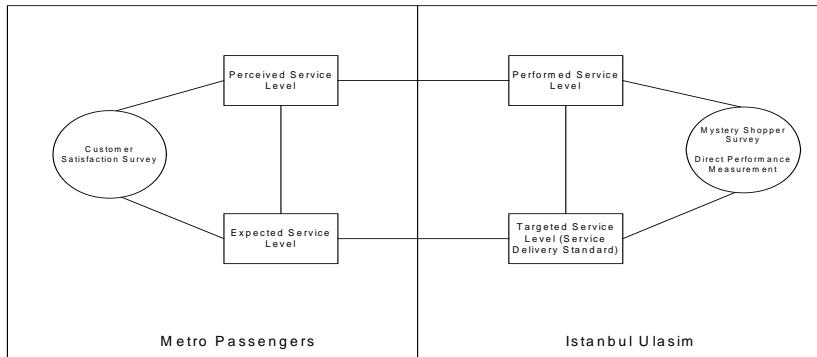 Perceived Service
Level
Performed Service
Level
Customer
Satisfaction Survey
Mystery Shopper
Survey
Direct Performance
Measurement
Expected Service
Level
Targeted Service
Level (Service
Delivery Standard)
Metro Passengers
Istanbul Ulasim